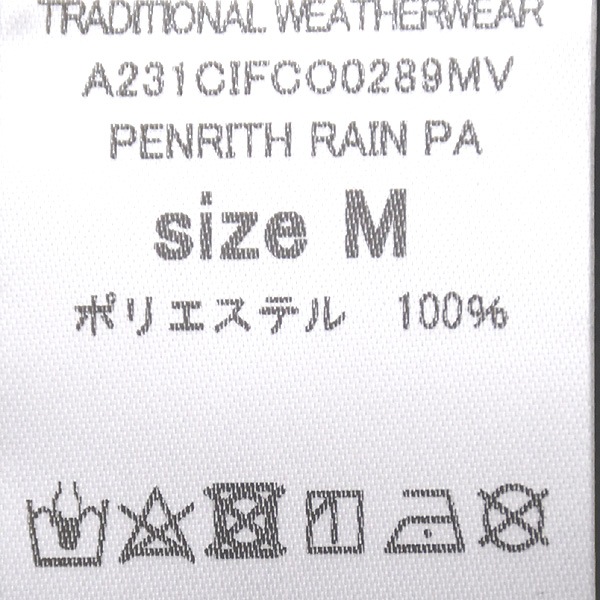 TRADITIONAL WEATHERWEAR
A231CIFCO0289MV
PENRITH RAIN PA
size M
ポリエステル 100%